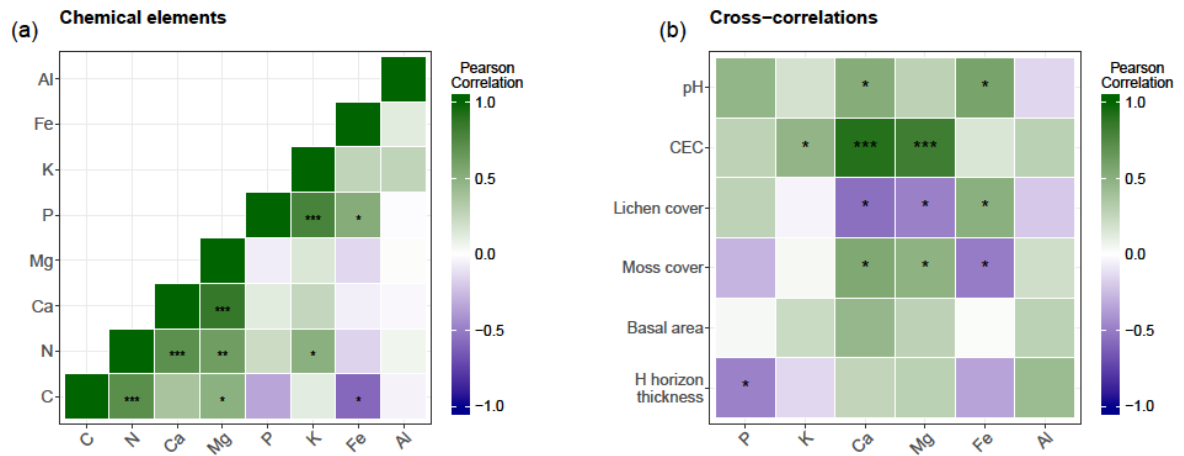 (a)
Chemical elements
Al
Fe
K
P
Mg
Ca
N
C
*** *
***
*** ** *
*** * *
C N Ca Mg P K Fe Al
Pearson
Correlation
1.0
0.5
0.0
−0.5
−1.0
(b)
Cross−correlations
pH
CEC
Lichen cover
Moss cover
Basal area
H horizon
thickness
* *
* *** ***
* * *
* * *
*
P K Ca Mg Fe Al
Pearson
Correlation
1.0
0.5
0.0
−0.5
−1.0